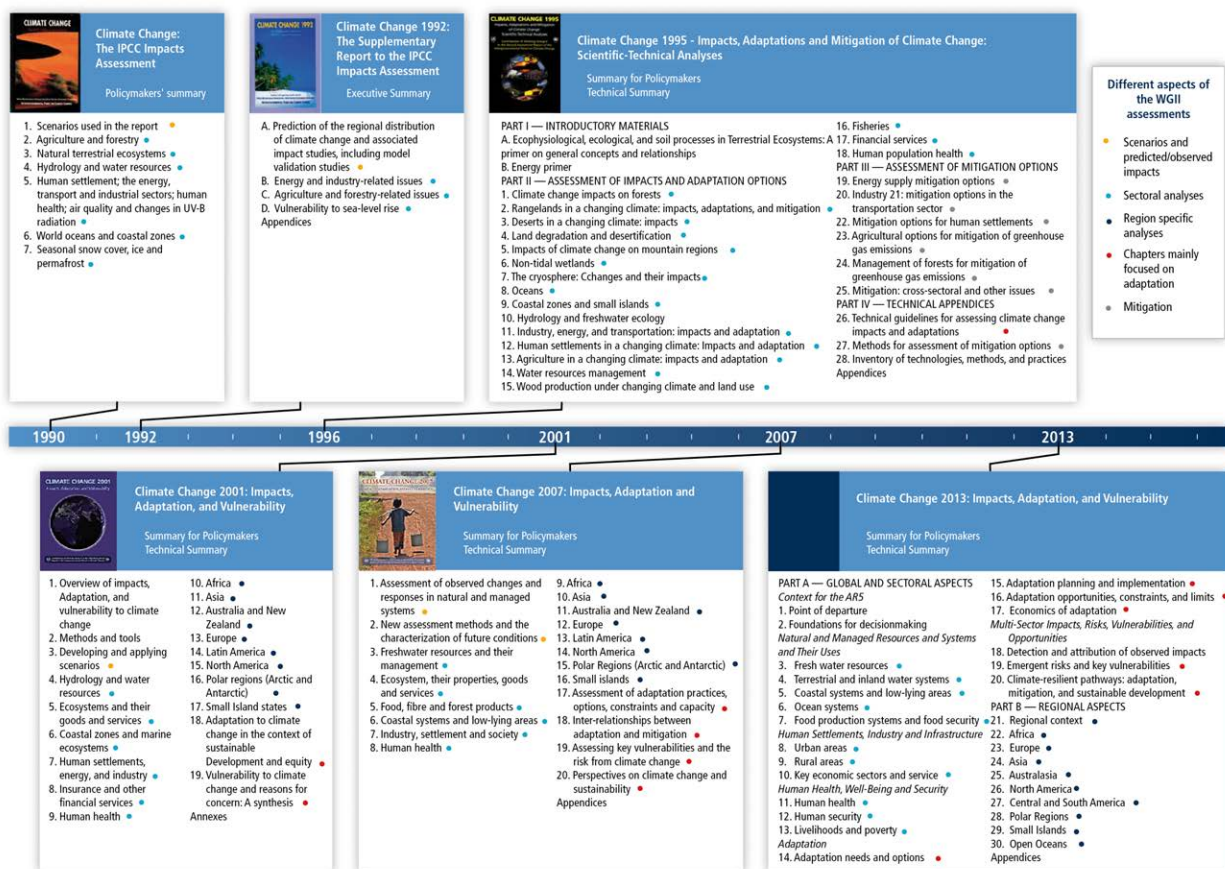 CLIMATE CHANGE
Climate Change:
The IPCC Impacts
Assessment
Policymakers' summary
1. Scenarios used in the report
2. Agriculture and forestry
3. Natural terrestrial ecosystems
4. Hydrology and water resources
5. Human settlement; the energy,
transport and industrial sectors; human
health; air quality and changes in UV-B
radiation
6. World oceans and coastal zones
7. Seasonal snow cover, ice and
permafrost
CLIMATE CHANGE 1992
Climate Change 1992:
The Supplementary
Report to the IPCC
Impacts Assessment
Executive Summary
A. Prediction of the regional distribution
of climate change and associated
impact studies, including model
validation studies
B. Energy and industry-related issues
C. Agriculture and forestry-related issues
D. Vulnerability to sea-level rise
Appendices
CLIMATE CHANGE 1995
Climate Change 1995 - Impacts, Adaptations and Mitigation of Climate Change:
Scientific-Technical Analyses
Summary for Policymakers
Technical Summary
PART I — INTRODUCTORY MATERIALS
A. Ecophysiological, ecological, and soil processes in Terrestrial Ecosystems: A
primer on general concepts and relationships
B. Energy primer
PART II — ASSESSMENT OF IMPACTS AND ADAPTATION OPTIONS
1. Climate change impacts on forests
2. Rangelands in a changing climate: impacts, adaptations, and mitigation
3. Deserts in a changing climate: impacts
4. Land degradation and desertification
5. Impacts of climate change on mountain regions
6. Non-tidal wetlands
7. The cryosphere: Cchanges and their impacts
8. Oceans
9. Coastal zones and small islands
10. Hydrology and freshwater ecology
11. Industry, energy, and transportation: impacts and adaptation
12. Human settlements in a changing climate: Impacts and adaptation
13. Agriculture in a changing climate: impacts and adaptation
14. Water resources management
15. Wood production under changing climate and land use
16. Fisheries
17. Financial services
18. Human population health
PART III — ASSESSMENT OF MITIGATION OPTIONS
19. Energy supply mitigation options
20. Industry 21: mitigation options in the
transportation sector
22. Mitigation options for human settlements
23. Agricultural options for mitigation of greenhouse
gas emissions
24. Management of forests for mitigation of
greenhouse gas emissions
25. Mitigation: cross-sectoral and other issues
PART IV — TECHNICAL APPENDICES
26. Technical guidelines for assessing climate change
impacts and adaptations
27. Methods for assessment of mitigation options
28. Inventory of technologies, methods, and practices
Appendices
Different aspects of
the WGII
assessments
Scenarios and
predicted/observed
impacts
Sectoral analyses
Region specific
analyses
Chapters mainly
focused on
adaptation
Mitigation
1990 1992 1996 2001 2007 2013
CLIMATE CHANGE 2001
Climate Change 2001: Impacts,
Adaptation, and Vulnerability
Summary for Policymakers
Technical Summary
1. Overview of impacts,
Adaptation, and
vulnerability to climate
change
2. Methods and tools
3. Developing and applying
scenarios
4. Hydrology and water
resources
5. Ecosystems and their
goods and services
6. Coastal zones and marine
ecosystems
7. Human settlements,
energy, and industry
8. Insurance and other
financial services
9. Human health
10. Africa
11. Asia
12. Australia and New
Zealand
13. Europe
14. Latin America
15. North America
16. Polar regions (Arctic and
Antarctic)
17. Small Island states
18. Adaptation to climate
change in the context of
sustainable
Development and equity
19. Vulnerability to climate
change and reasons for
concern: A synthesis
Annexes
CLIMATE CHANGE 2007
Climate Change 2007: Impacts, Adaptation and
Vulnerability
Summary for Policymakers
Technical Summary
1. Assessment of observed changes and
responses in natural and managed
systems
2. New assessment methods and the
characterization of future conditions
3. Freshwater resources and their
management
4. Ecosystem, their properties, goods
and services
5. Food, fibre and forest products
6. Coastal systems and low-lying areas
7. Industry, settlement and society
8. Human health
9. Africa
10. Asia
11. Australia and New Zealand
12. Europe
13. Latin America
14. North America
15. Polar Regions (Arctic and Antarctic)
16. Small islands
17. Assessment of adaptation practices,
options, constraints and capacity
18. Inter-relationships between
adaptation and mitigation
19. Assessing key vulnerabilities and the
risk from climate change
20. Perspectives on climate change and
sustainability
Appendices
Climate Change 2013: Impacts, Adaptation, and Vulnerability
Summary for Policymakers
Technical Summary
PART A — GLOBAL AND SECTORAL ASPECTS
Context for the AR5
1. Point of departure
2. Foundations for decisionmaking
Natural and Managed Resources and Systems
and Their Uses
3. Fresh water resources
4. Terrestrial and inland water systems
5. Coastal systems and low-lying areas
6. Ocean systems
7. Food production systems and food security
Human Settlements, Industry and Infrastructure
8. Urban areas
9. Rural areas
10. Key economic sectors and service
Human Health, Well-Being and Security
11. Human health
12. Human security
13. Livelihoods and poverty
Adaptation
14. Adaptation needs and options
15. Adaptation planning and implementation
16. Adaptation opportunities, constraints, and limits
17. Economics of adaptation
Multi-Sector Impacts, Risks, Vulnerabilities, and
Opportunities
18. Detection and attribution of observed impacts
19. Emergent risks and key vulnerabilities
20. Climate-resilient pathways: adaptation,
mitigation, and sustainable development
PART B — REGIONAL ASPECTS
21. Regional context
22. Africa
23. Europe
24. Asia
25. Australasia
26. North America
27. Central and South America
28. Polar Regions
29. Small Islands
30. Open Oceans
Appendices